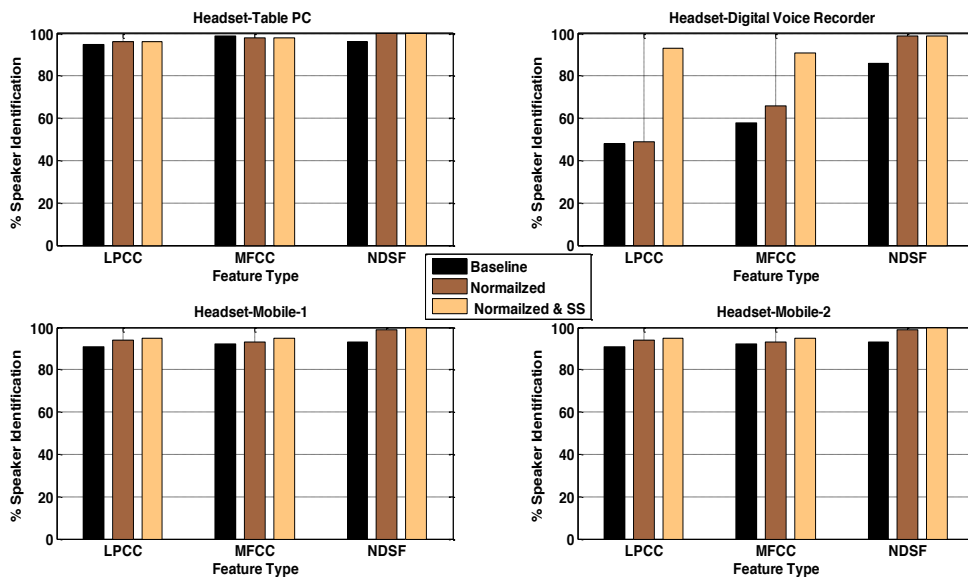 Headset-Table PC
% Speaker Identification
100
80
60
40
20
0
LPCC MFCC NDSF
Feature Type
Headset-Digital Voice Recorder
% Speaker Identification
100
80
60
40
20
0
LPCC MFCC NDSF
Feature Type
Baseline
Normailzed
Normailzed & SS
Headset-Mobile-1
% Speaker Identification
100
80
60
40
20
0
LPCC MFCC NDSF
Feature Type
Headset-Mobile-2
% Speaker Identification
100
80
60
40
20
0
LPCC MFCC NDSF
Feature Type